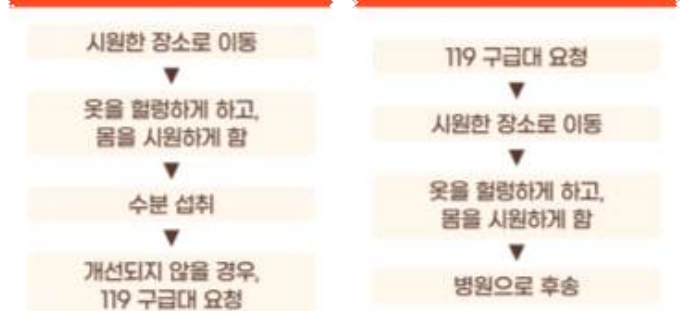 시원한 장소로 이동
▼
옷을 헐렁하게 하고,
몸을 시원하게 함
▼
수분 섭취
▼
개선되지 않을 경우,
119 구급대 요청
119 구급대 요청
▼
시원한 장소로 이동
▼
옷을 헐렁하게 하고,
몸을 시원하게 함
▼
병원으로 후송